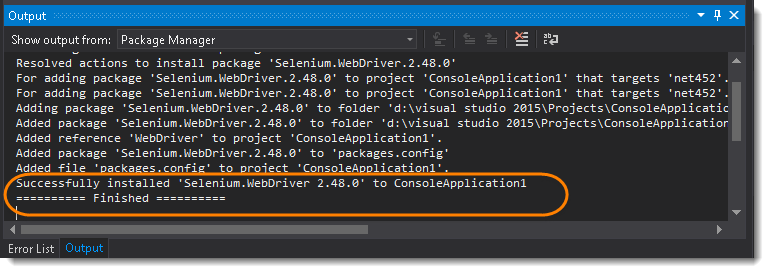 Output
Show output from: Package Manager
Resolved actions to install package 'Selenium.WebDriver.2.48.0'
For adding package 'Selenium.WebDriver.2.48.0' to project 'ConsoleApplication1' that targets 'net452'.
For adding package 'Selenium.WebDriver.2.48.0' to project 'ConsoleApplication1' that targets 'net452'.
Adding package 'Selenium.WebDriver.2.48.0' to folder 'd:\visual studio 2015\Projects\ConsoleApplicatio
Added package 'Selenium.WebDriver.2.48.0' to folder 'd:\visual studio 2015\Projects\ConsoleApplication
Added reference 'WebDriver' to project 'ConsoleApplication1'.
Added package 'Selenium.WebDriver.2.48.0' to 'packages.config'
Added file 'packages.config' to project 'ConsoleApplication1'.
Successfully installed 'Selenium.WebDriver 2.48.0' to ConsoleApplication1
========== Finished ==========
Error List Output